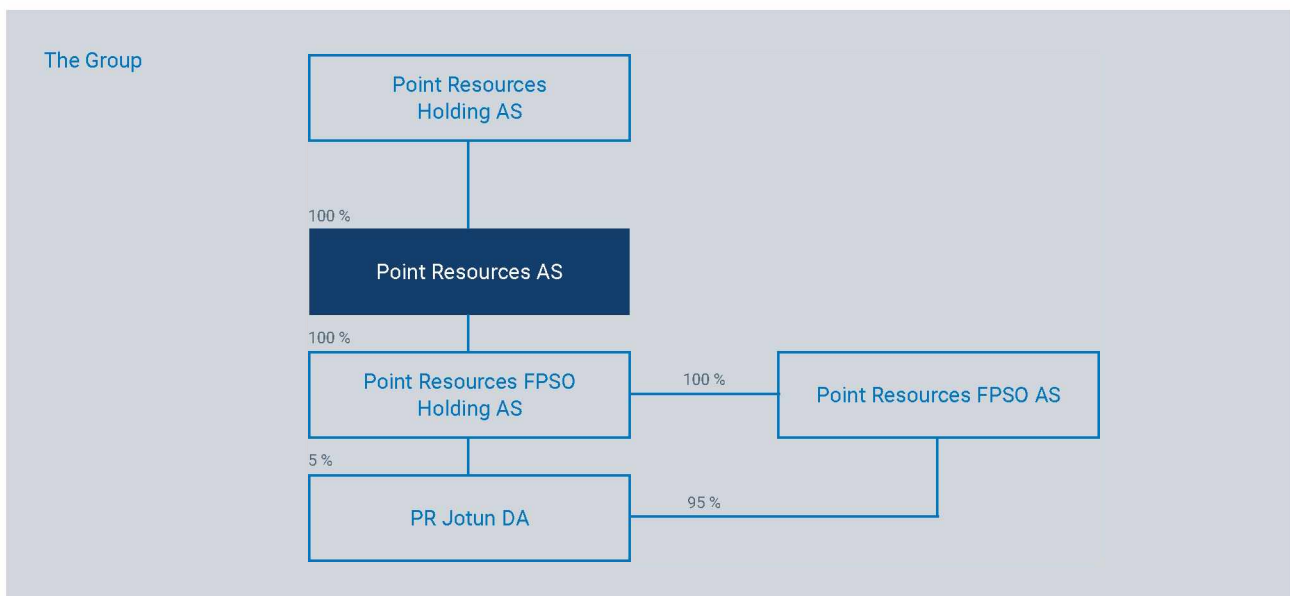 The Group
Point Resources
Holding AS
100 %
Point Resources AS
100 %
Point Resources FPSO
Holding AS
100 %
Point Resources FPSO AS
5 %
PR Jotun DA
95 %